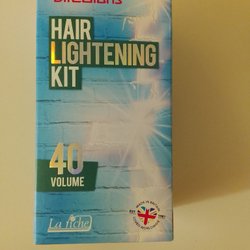 HAIR
LIGHTENING
KIT
40
VOLUME
La riche